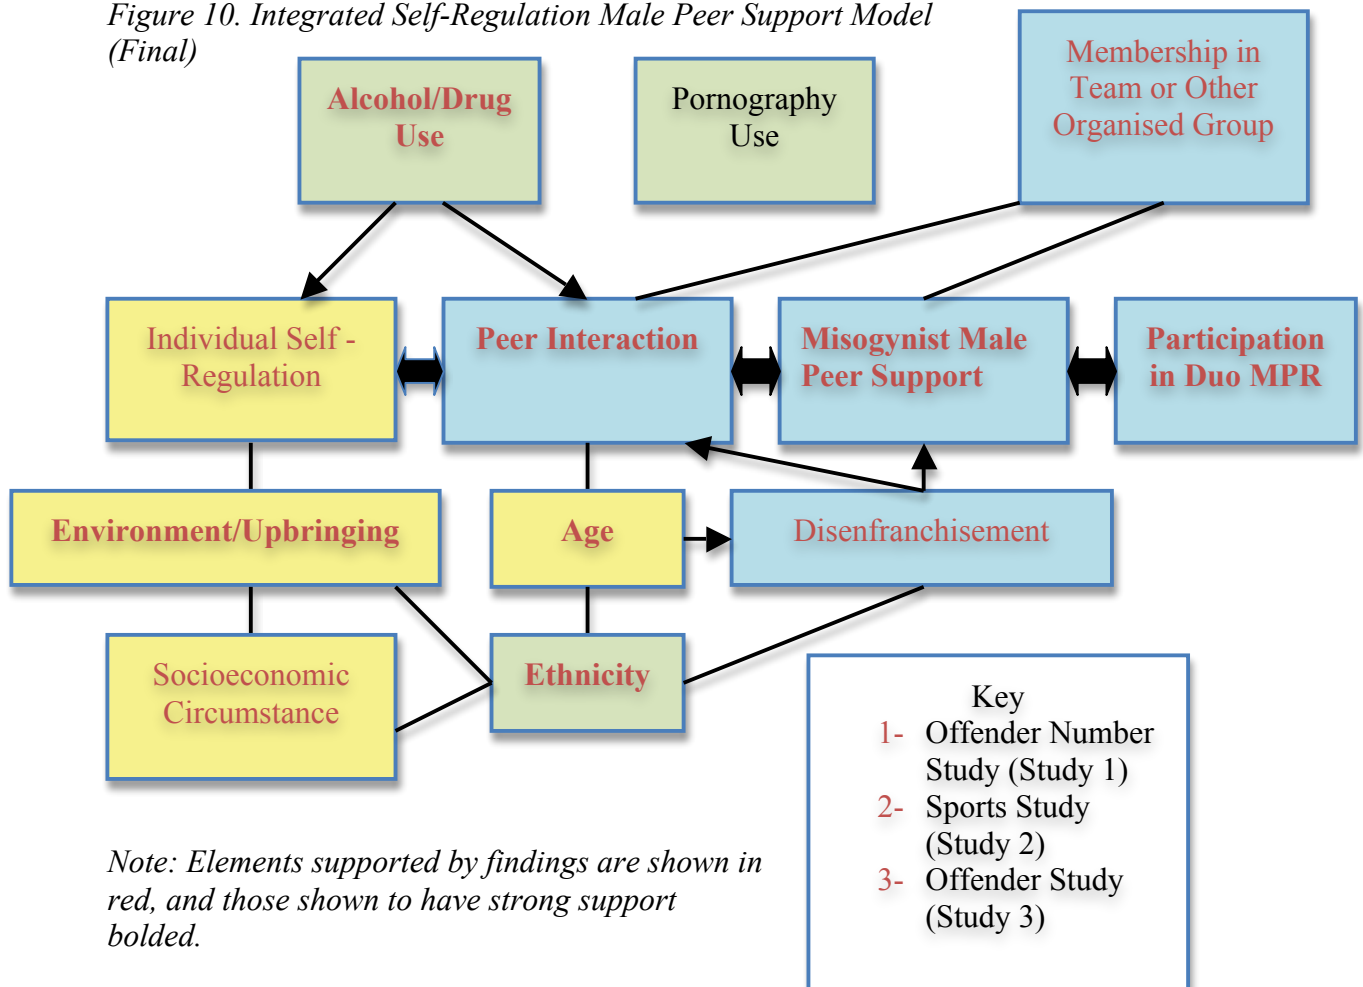 Figure 10. Integrated Self-Regulation Male Peer Support Model
(Final)
Alcohol/Drug
Use
Pornography
Use
Membership in
Team or Other
Organised Group
Individual Self -
Regulation
Peer Interaction
Misogynist Male
Peer Support
Participation
in Duo MPR
Environment/Upbringing
Age
Disenfranchisement
Socioeconomic
Circumstance
Ethnicity
Key
1- Offender Number
Study (Study 1)
2- Sports Study
(Study 2)
3- Offender Study
(Study 3)
Note: Elements supported by findings are shown in
red, and those shown to have strong support
bolded.